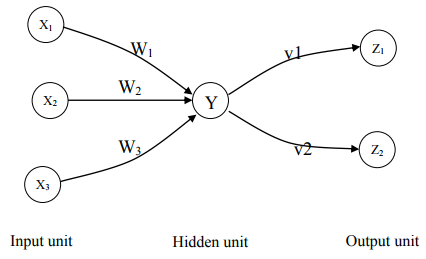 X₁
W₁
v1
Z₁
X₂
W₂
Y
W₃
v2
Z₂
X₃
Input unit
Hidden unit
Output unit